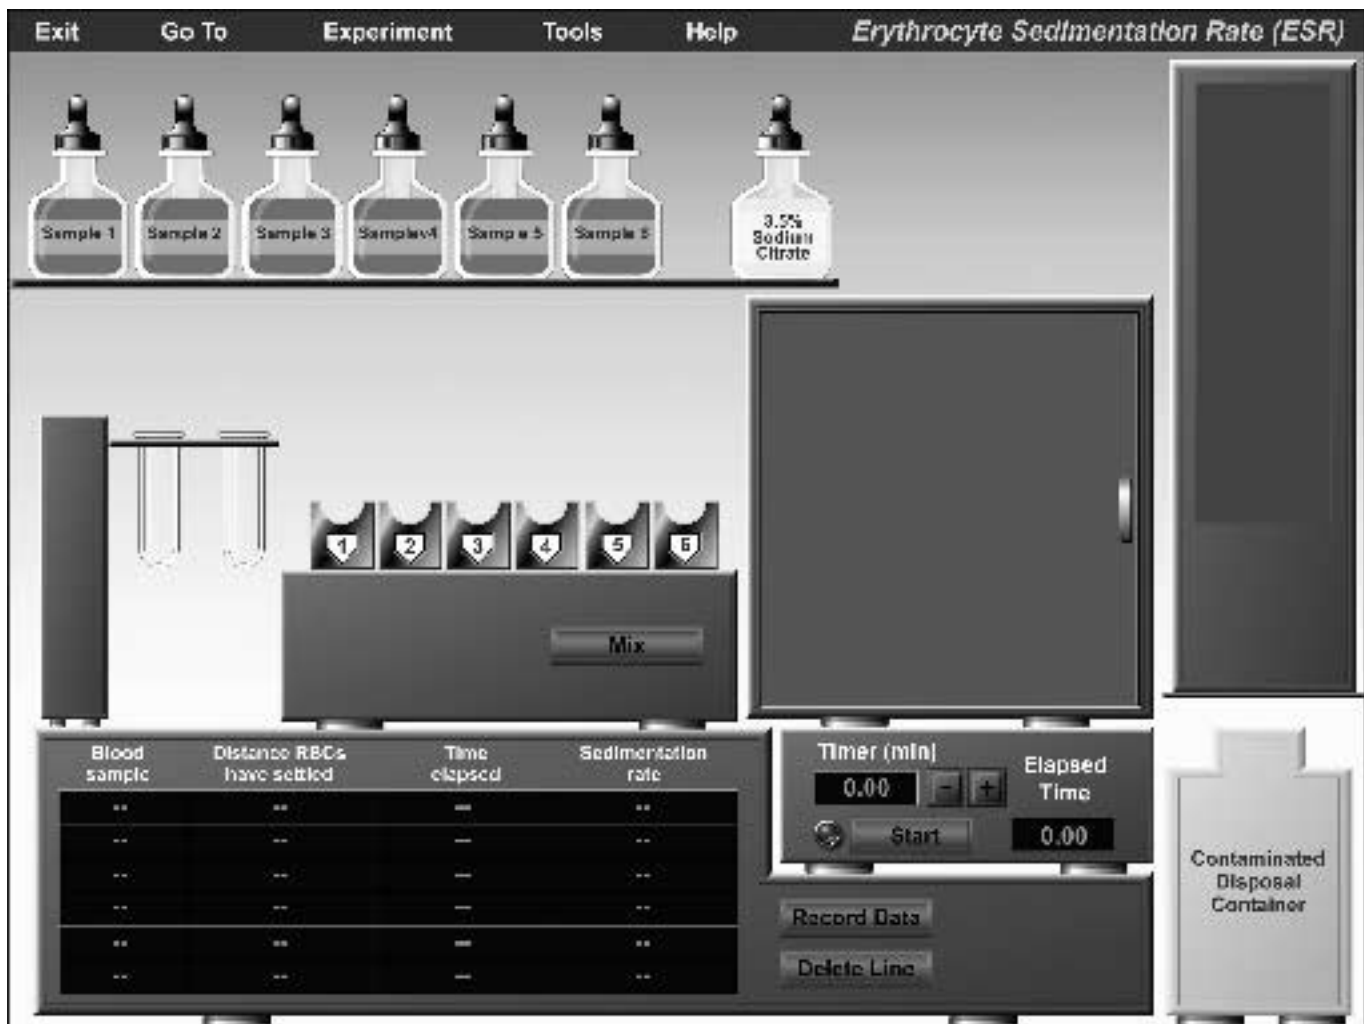 Exit Go To Experiment Tools Help Erythrocyte Sedimentation Rate (ESR)
Sample 1 Sample 2 Sample 3 Samplev4 Sample 5 Sample 6
3.5%
Sodium
Citrate
1 2 3 4 5 6
Mix
Blood sample
Distance RBCs have settled
Time elapsed
Sedimentation rate
-- -- --- --
-- -- --- --
-- -- --- --
-- -- --- --
-- -- --- --
-- -- --- --
Timer (min)
0.00 - +
Start
Elapsed
Time
0.00
Record Data
Delete Line
Contaminated
Disposal
Container